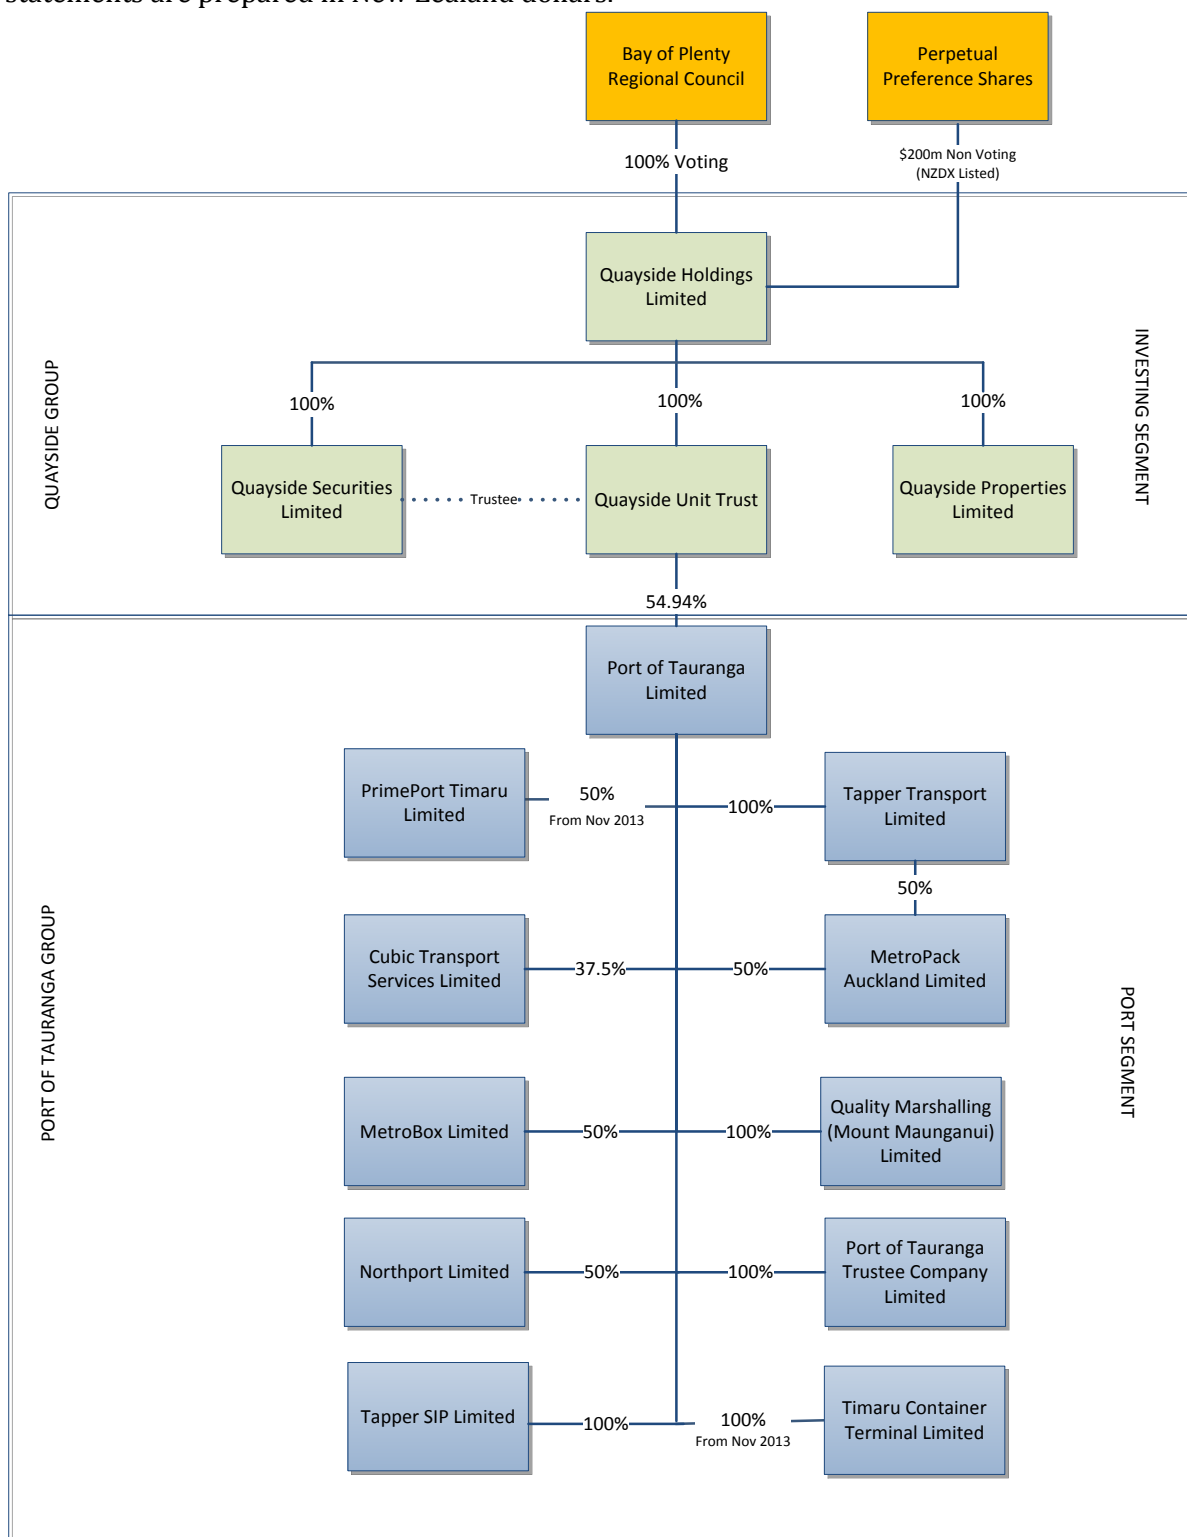 statements are prepared in New Zealand dollars.
Bay of Plenty
Regional Council
Perpetual
Preference Shares
100% Voting
$200m Non Voting
(NZDX Listed)
Quayside Holdings
Limited
QUAYSIDE GROUP
INVESTING SEGMENT
100%
100%
100%
Quayside Securities
Limited
Trustee
Quayside Unit Trust
Quayside Properties
Limited
54.94%
Port of Tauranga
Limited
PrimePort Timaru
Limited
50%
From Nov 2013
100%
Tapper Transport
Limited
50%
PORT OF TAURANGA GROUP
PORT SEGMENT
Cubic Transport
Services Limited
37.5%
50%
MetroPack
Auckland Limited
MetroBox Limited
50%
100%
Quality Marshalling
(Mount Maunganui)
Limited
Northport Limited
50%
100%
Port of Tauranga
Trustee Company
Limited
Tapper SIP Limited
100%
100%
From Nov 2013
Timaru Container
Terminal Limited